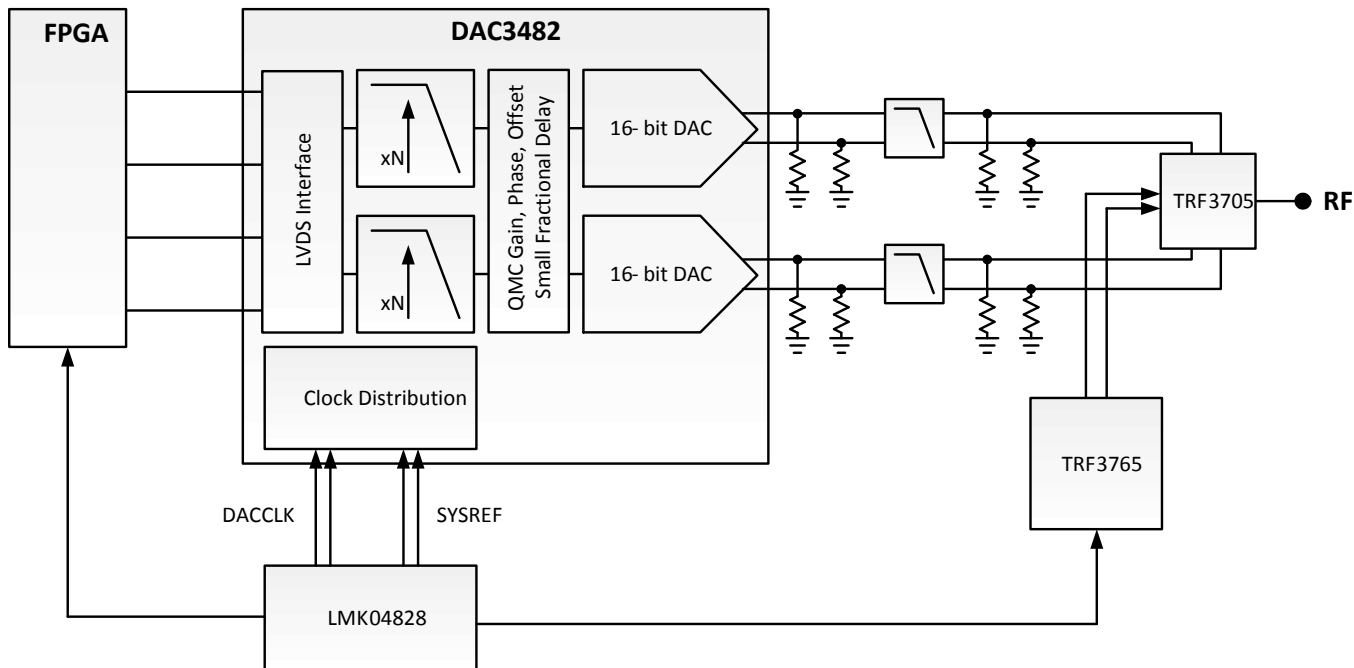 FPGA
DAC3482
LVDS Interface
xN
xN
QMC Gain, Phase, Offset
Small Fractional Delay
16- bit DAC
16- bit DAC
TRF3705
RF
Clock Distribution
TRF3765
DACCLK
SYSREF
LMK04828